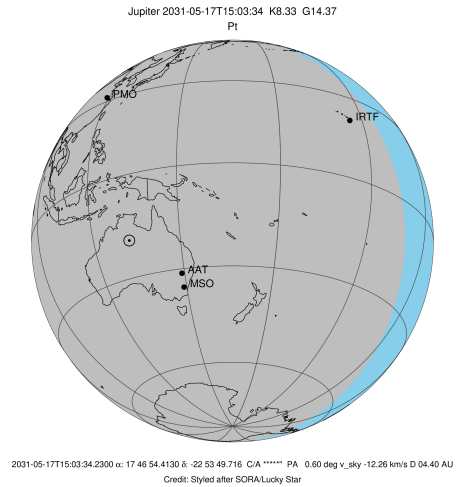 Jupiter 2031-05-17T15:03:34  K8.33  G14.37
Pt
PMO
IRTF
AAT
MSO
2031-05-17T15:03:34.2300 α: 17 46 54.4130 δ: -22 53 49.716  C/A *****"  PA   0.60 deg v_sky -12.26 km/s D 04.40 AU
Credit: Styled after SORA/Lucky Star